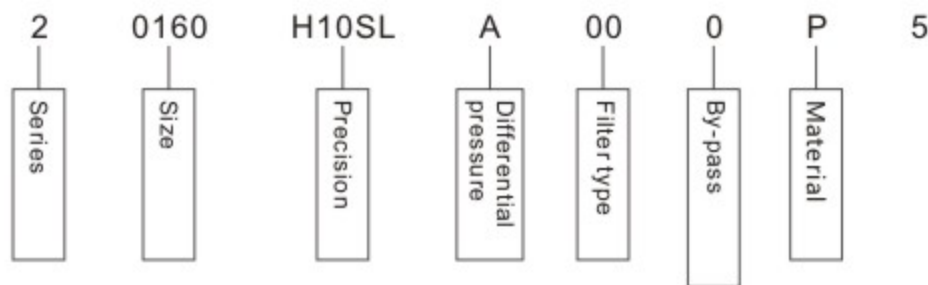 2 0160 H10SL A 00 0 P 5
Series
Size
Precision
Differential
pressure
Filter type
By-pass
Material